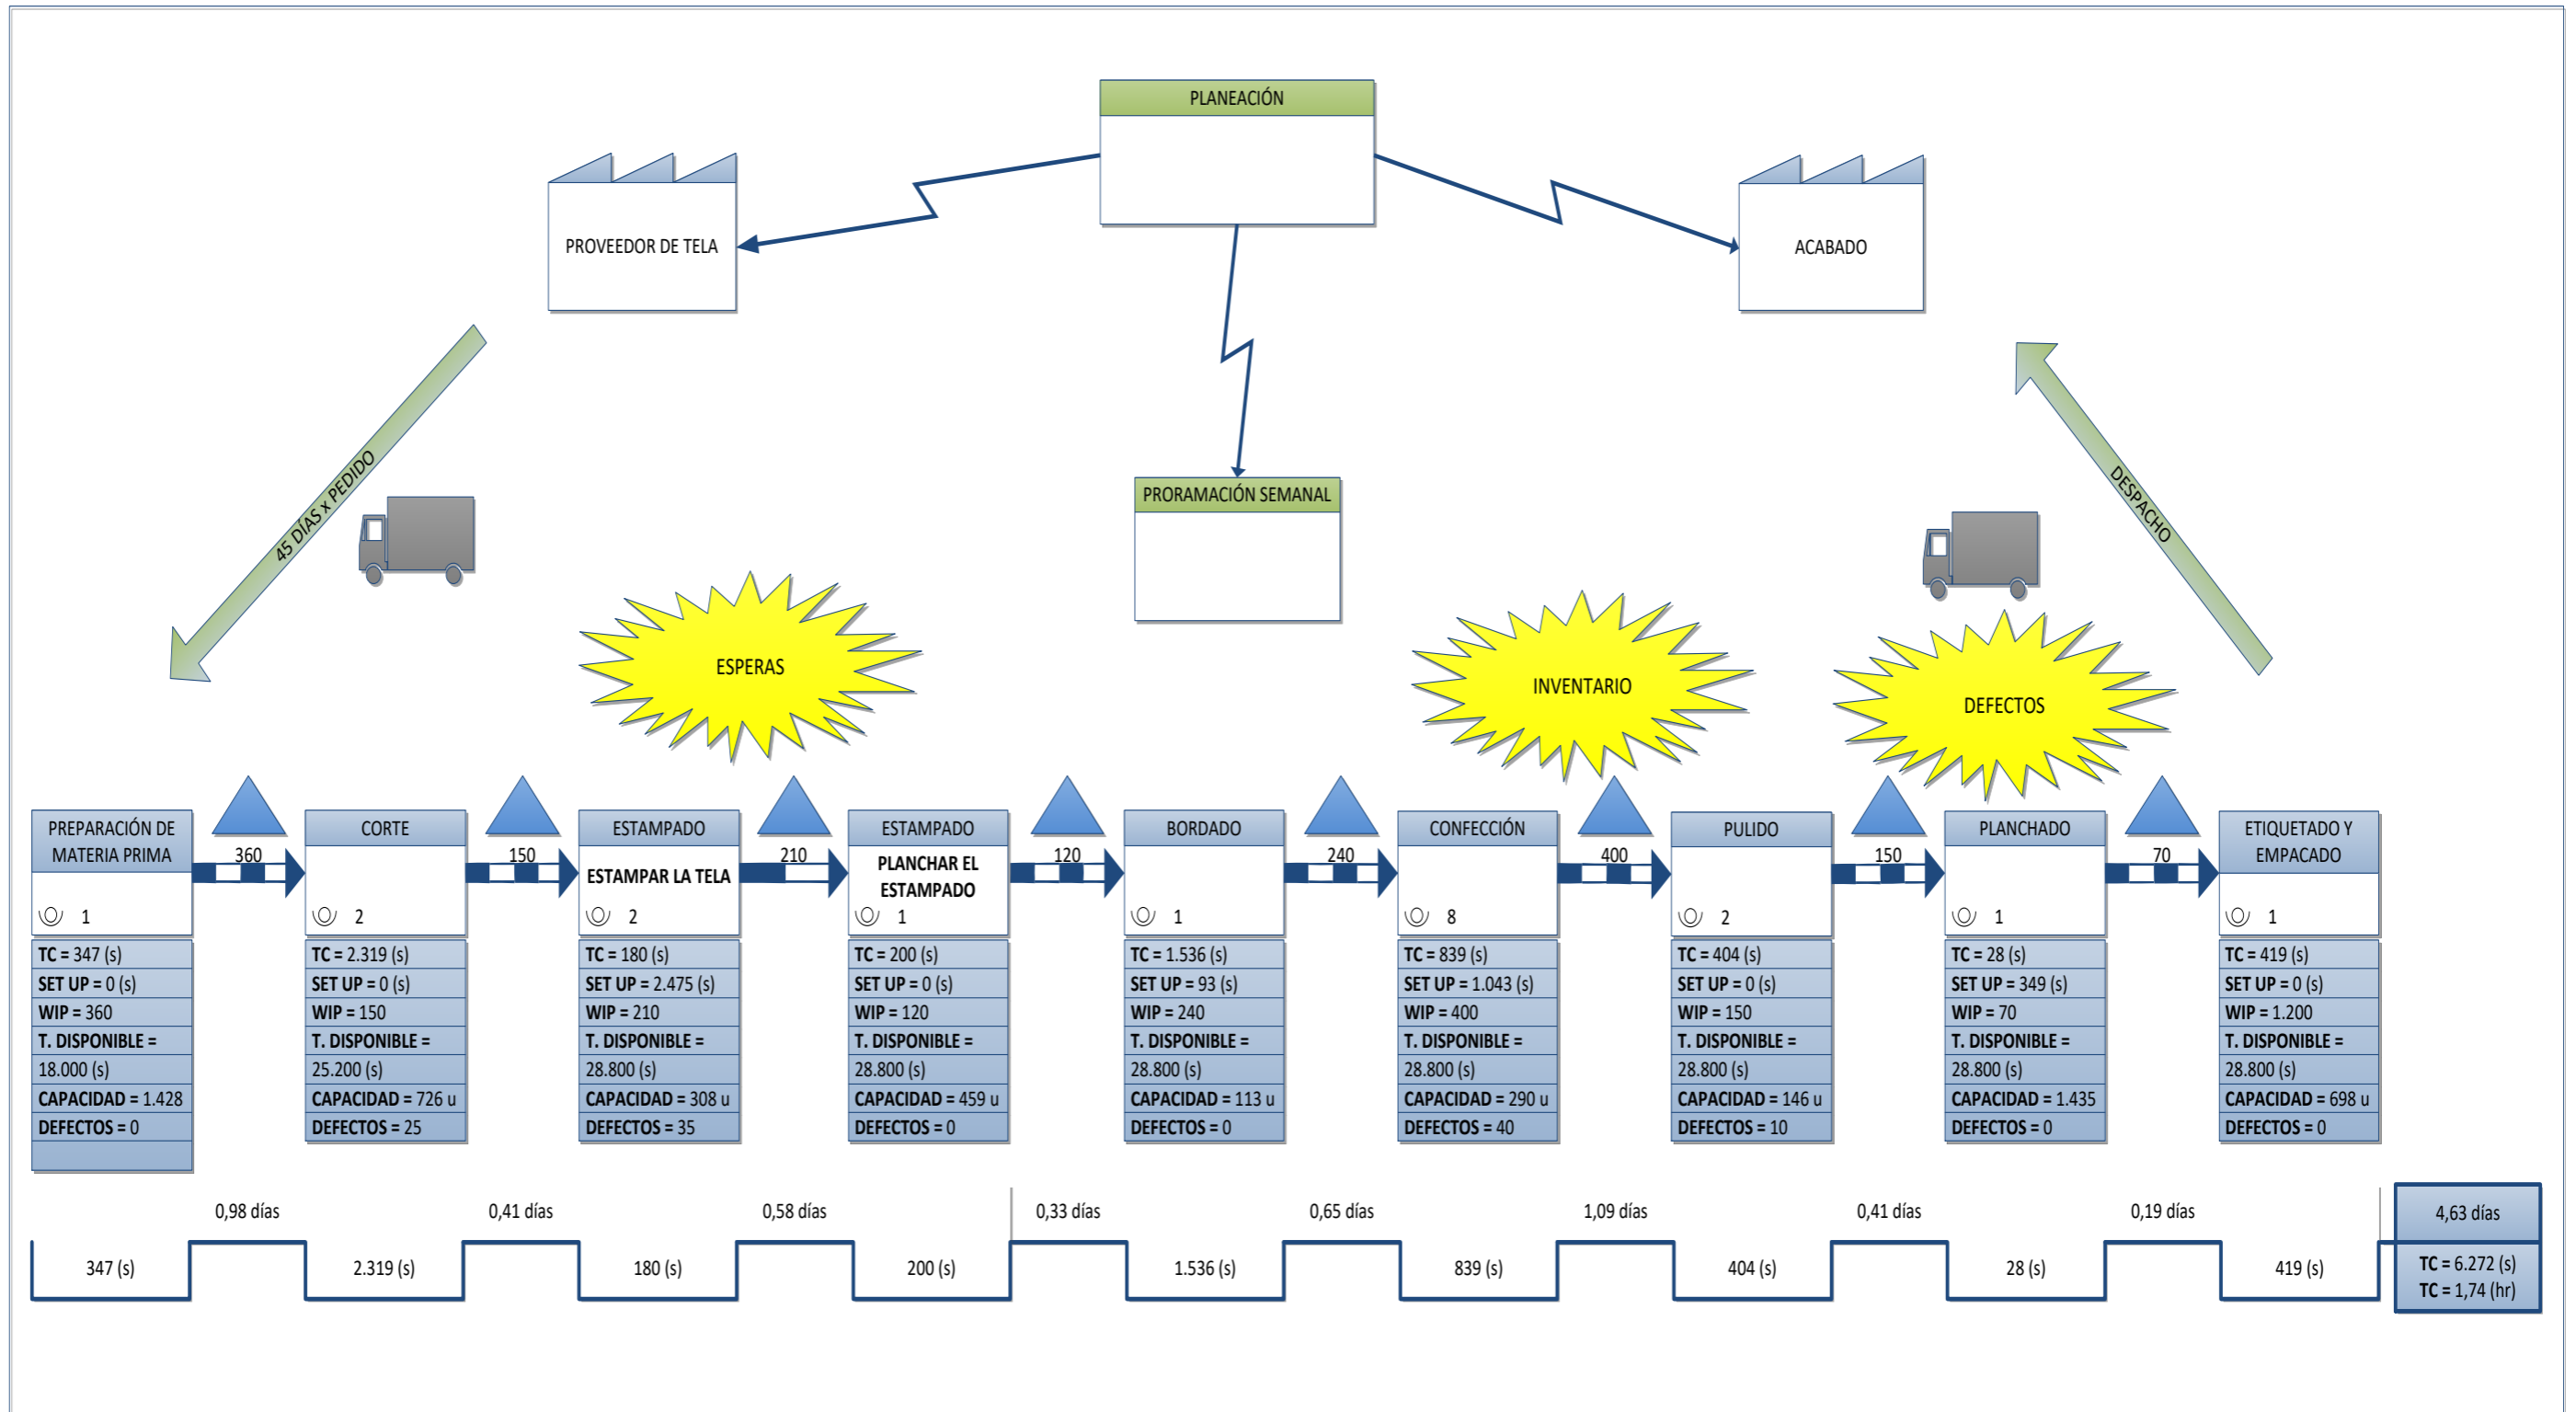 PLANEACIÓN
PROVEEDOR DE TELA
ACABADO
45 DÍAS x PEDIDO
PRORAMACIÓN SEMANAL
DESPACHO
ESPERAS
INVENTARIO
DEFECTOS
PREPARACIÓN DE
MATERIA PRIMA
1
TC = 347 (s)
SET UP = 0 (s)
WIP = 360
T. DISPONIBLE =
18.000 (s)
CAPACIDAD = 1.428
DEFECTOS = 0
360
CORTE
2
TC = 2.319 (s)
SET UP = 0 (s)
WIP = 150
T. DISPONIBLE =
25.200 (s)
CAPACIDAD = 726 u
DEFECTOS = 25
150
ESTAMPADO
ESTAMPAR LA TELA
2
TC = 180 (s)
SET UP = 2.475 (s)
WIP = 210
T. DISPONIBLE =
28.800 (s)
CAPACIDAD = 308 u
DEFECTOS = 35
210
ESTAMPADO
PLANCHAR EL
ESTAMPADO
1
TC = 200 (s)
SET UP = 0 (s)
WIP = 120
T. DISPONIBLE =
28.800 (s)
CAPACIDAD = 459 u
DEFECTOS = 0
120
BORDADO
1
TC = 1.536 (s)
SET UP = 93 (s)
WIP = 240
T. DISPONIBLE =
28.800 (s)
CAPACIDAD = 113 u
DEFECTOS = 0
240
CONFECCIÓN
8
TC = 839 (s)
SET UP = 1.043 (s)
WIP = 400
T. DISPONIBLE =
28.800 (s)
CAPACIDAD = 290 u
DEFECTOS = 40
400
PULIDO
2
TC = 404 (s)
SET UP = 0 (s)
WIP = 150
T. DISPONIBLE =
28.800 (s)
CAPACIDAD = 146 u
DEFECTOS = 10
150
PLANCHADO
1
TC = 28 (s)
SET UP = 349 (s)
WIP = 70
T. DISPONIBLE =
28.800 (s)
CAPACIDAD = 1.435
DEFECTOS = 0
70
ETIQUETADO Y
EMPACADO
1
TC = 419 (s)
SET UP = 0 (s)
WIP = 1.200
T. DISPONIBLE =
28.800 (s)
CAPACIDAD = 698 u
DEFECTOS = 0
0,98 días
0,41 días
0,58 días
0,33 días
0,65 días
1,09 días
0,41 días
0,19 días
4,63 días
347 (s)
2.319 (s)
180 (s)
200 (s)
1.536 (s)
839 (s)
404 (s)
28 (s)
419 (s)
TC = 6.272 (s)
TC = 1,74 (hr)